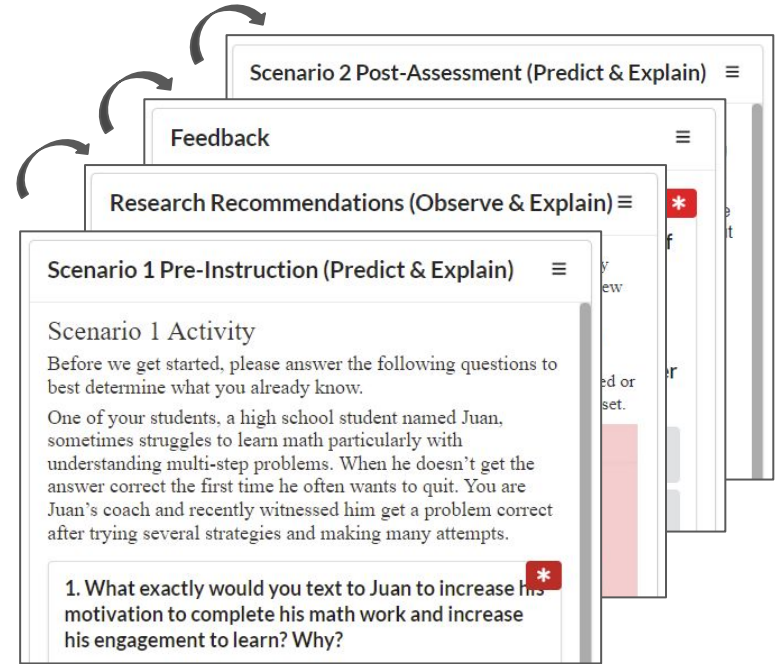 Scenario 2 Post-Assessment (Predict & Explain)
Feedback
Research Recommendations (Observe & Explain)
Scenario 1 Pre-Instruction (Predict & Explain)
Scenario 1 Activity
Before we get started, please answer the following questions to
best determine what you already know.
One of your students, a high school student named Juan,
sometimes struggles to learn math particularly with
understanding multi-step problems. When he doesn't get the
answer correct the first time he often wants to quit. You are
Juan's coach and recently witnessed him get a problem correct
after trying several strategies and making many attempts.
1. What exactly would you text to Juan to increase his
motivation to complete his math work and increase
his engagement to learn? Why?
ed or
set.